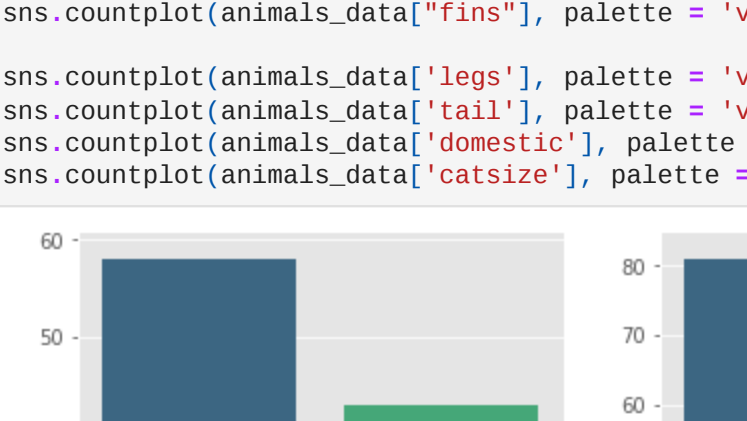 sns.countplot(animals_data["fins"], palette = 'v
sns.countplot(animals_data['legs'], palette = 'v
sns.countplot(animals_data['tail'], palette = 'v
sns.countplot(animals_data['domestic'], palette
sns.countplot(animals_data['catsize'], palette =
60
80
50
70
60